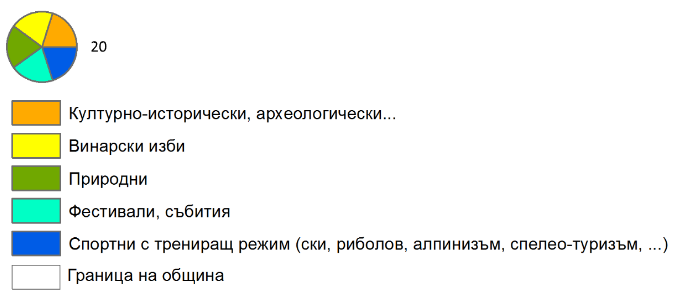 20
Културно-исторически, археологически...
Винарски изби
Природни
Фестивали, събития
Спортни с трениращ режим (ски, риболов, алпинизъм, спелео-туризъм, ...)
Граница на община